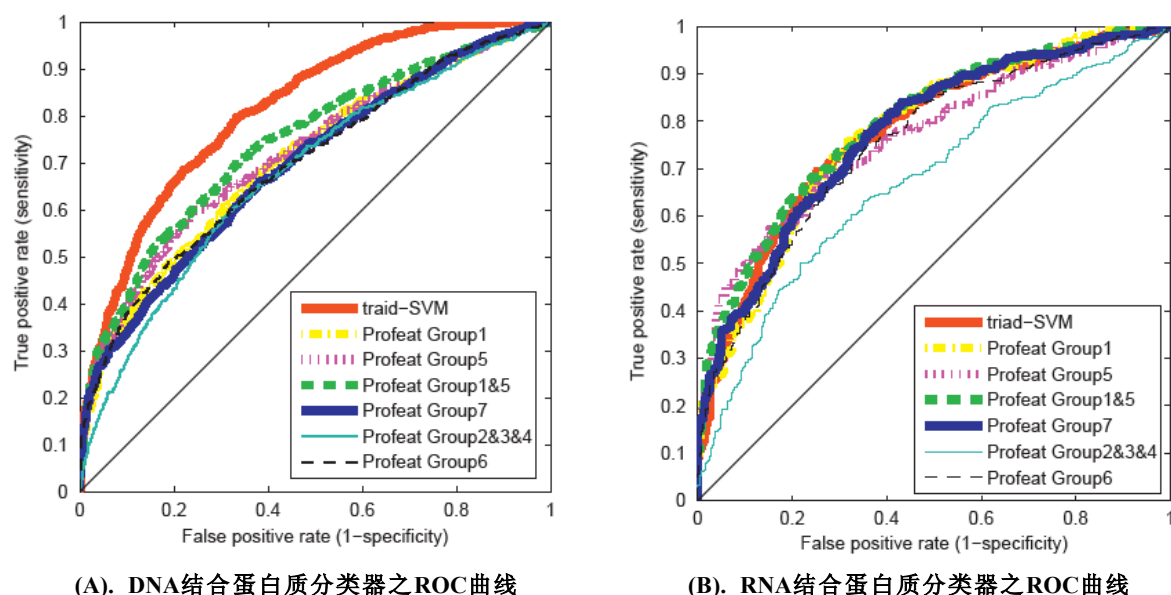 1
0.9
0.8
0.7
0.6
0.5
0.4
0.3
0.2
0.1
0
True positive rate (sensitivity)
traid-SVM
Profeat Group1
Profeat Group5
Profeat Group1&5
Profeat Group7
Profeat Group2&3&4
Profeat Group6
0 0.2 0.4 0.6 0.8 1
False positive rate (1-specificity)
(A). DNA结合蛋白质分类器之ROC曲线
1
0.9
0.8
0.7
0.6
0.5
0.4
0.3
0.2
0.1
0
True positive rate (sensitivity)
triad-SVM
Profeat Group1
Profeat Group5
Profeat Group1&5
Profeat Group7
Profeat Group2&3&4
Profeat Group6
0 0.2 0.4 0.6 0.8 1
False positive rate (1-specificity)
(B). RNA结合蛋白质分类器之ROC曲线